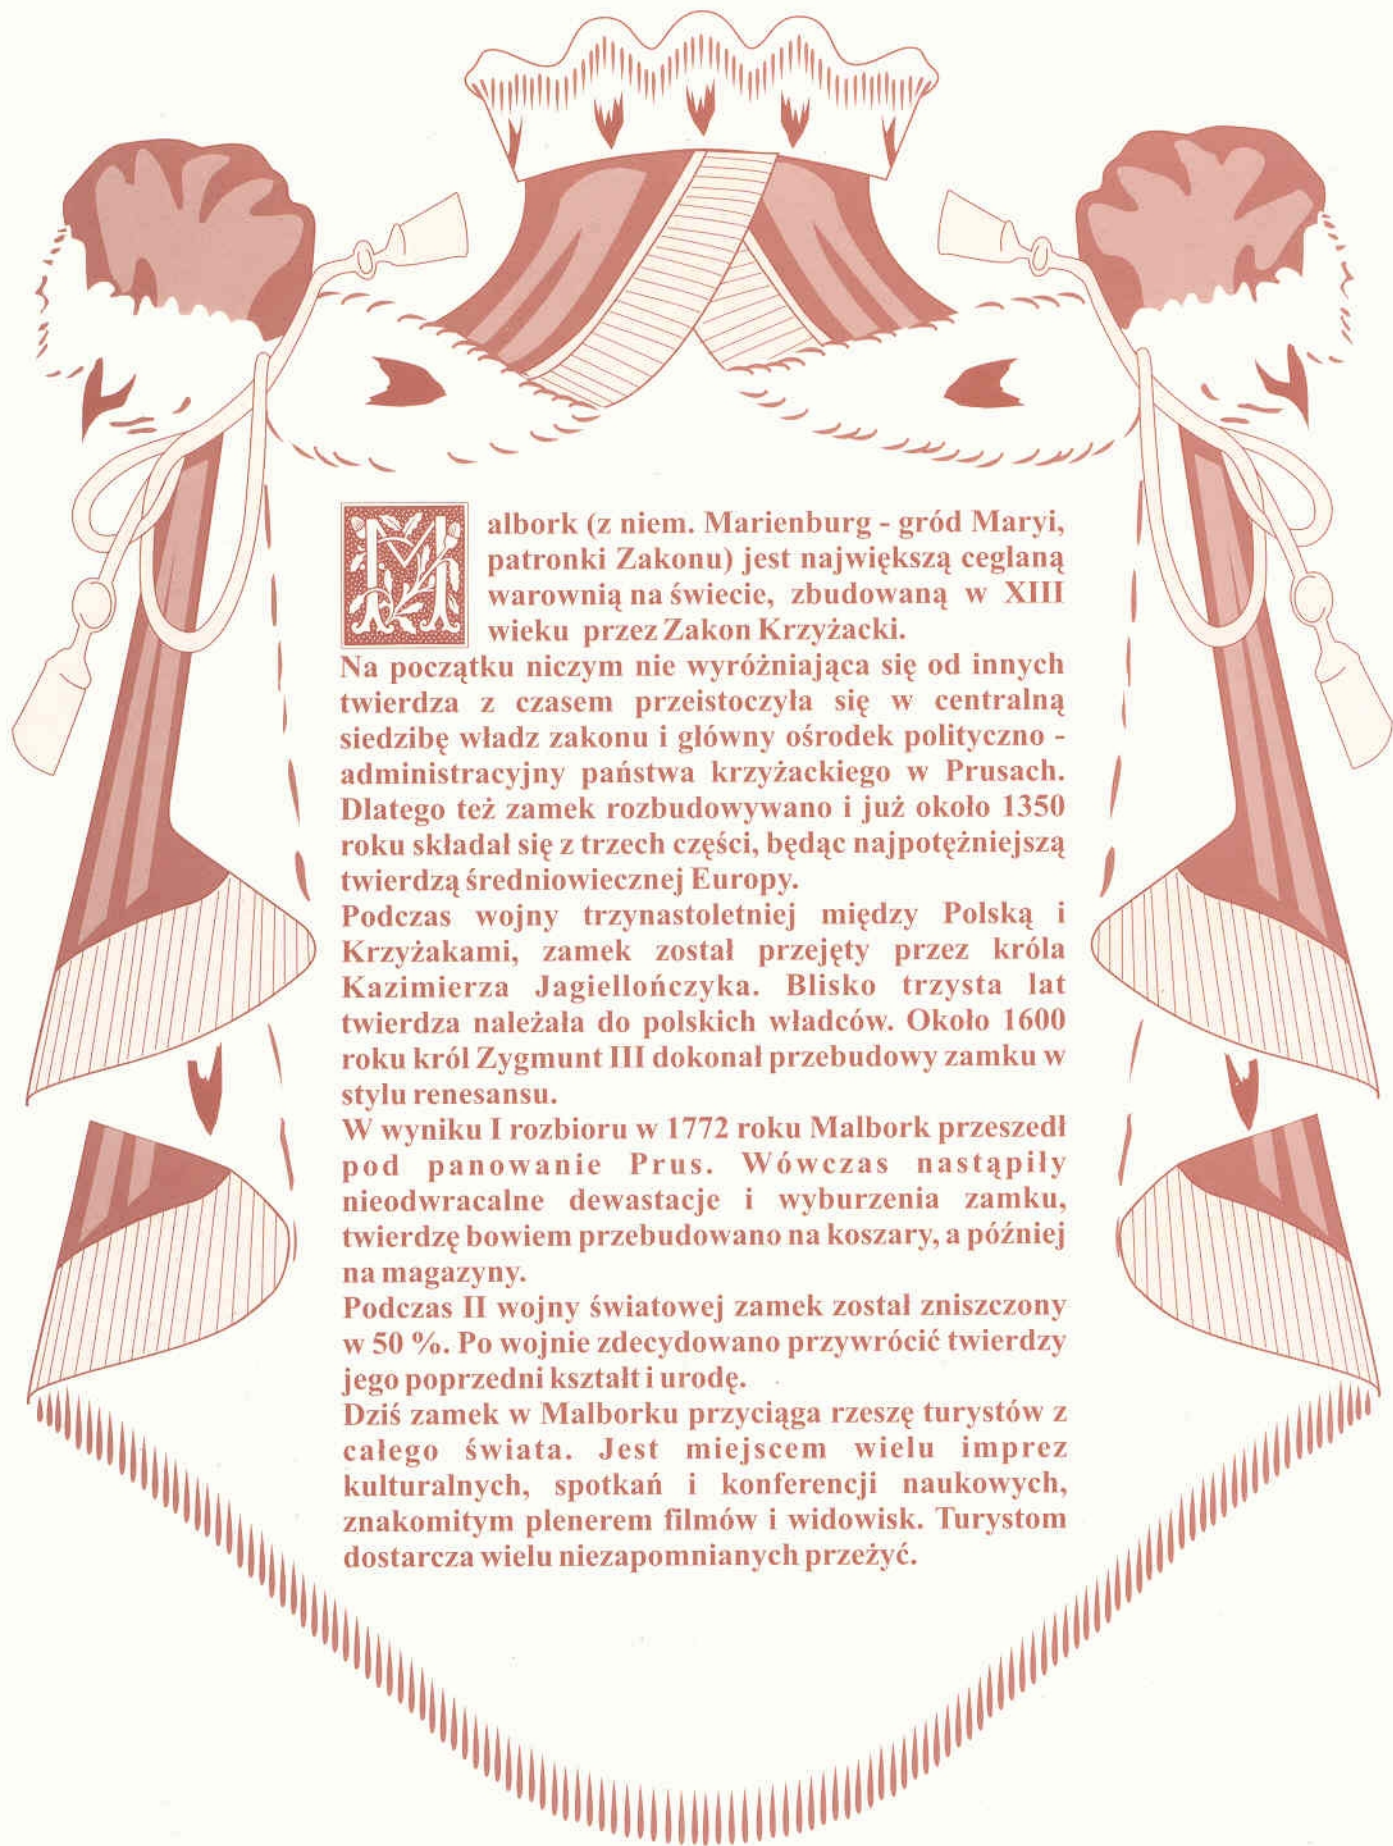 Malbork (z niem. Marienburg - gród Maryi,
patronki Zakonu) jest największą ceglaną
warownią na świecie, zbudowaną w XIII
wieku przez Zakon Krzyżacki.
Na początku niczym nie wyróżniająca się od innych
twierdza z czasem przeistoczyła się w centralną
siedzibę władz zakonu i główny ośrodek polityczno -
administracyjny państwa krzyżackiego w Prusach.
Dlatego też zamek rozbudowywano i już około 1350
roku składał się z trzech części, będąc najpotężniejszą
twierdzą średniowiecznej Europy.
Podczas wojny trzynastoletniej między Polską i
Krzyżakami, zamek został przejęty przez króla
Kazimierza Jagiellończyka. Blisko trzysta lat
twierdza należała do polskich władców. Około 1600
roku król Zygmunt III dokonał przebudowy zamku w
stylu renesansu.
W wyniku I rozbioru w 1772 roku Malbork przeszedł
pod panowanie Prus. Wówczas nastąpiły
nieodwracalne dewastacje i wyburzenia zamku,
twierdzę bowiem przebudowano na koszary, a później
na magazyny.
Podczas II wojny światowej zamek został zniszczony
w 50 %. Po wojnie zdecydowano przywrócić twierdzy
jego poprzedni kształt i urodę.
Dziś zamek w Malborku przyciąga rzeszę turystów z
całego świata. Jest miejscem wielu imprez
kulturalnych, spotkań i konferencji naukowych,
znakomitym plenerem filmów i widowisk. Turystom
dostarcza wielu niezapomnianych przeżyć.